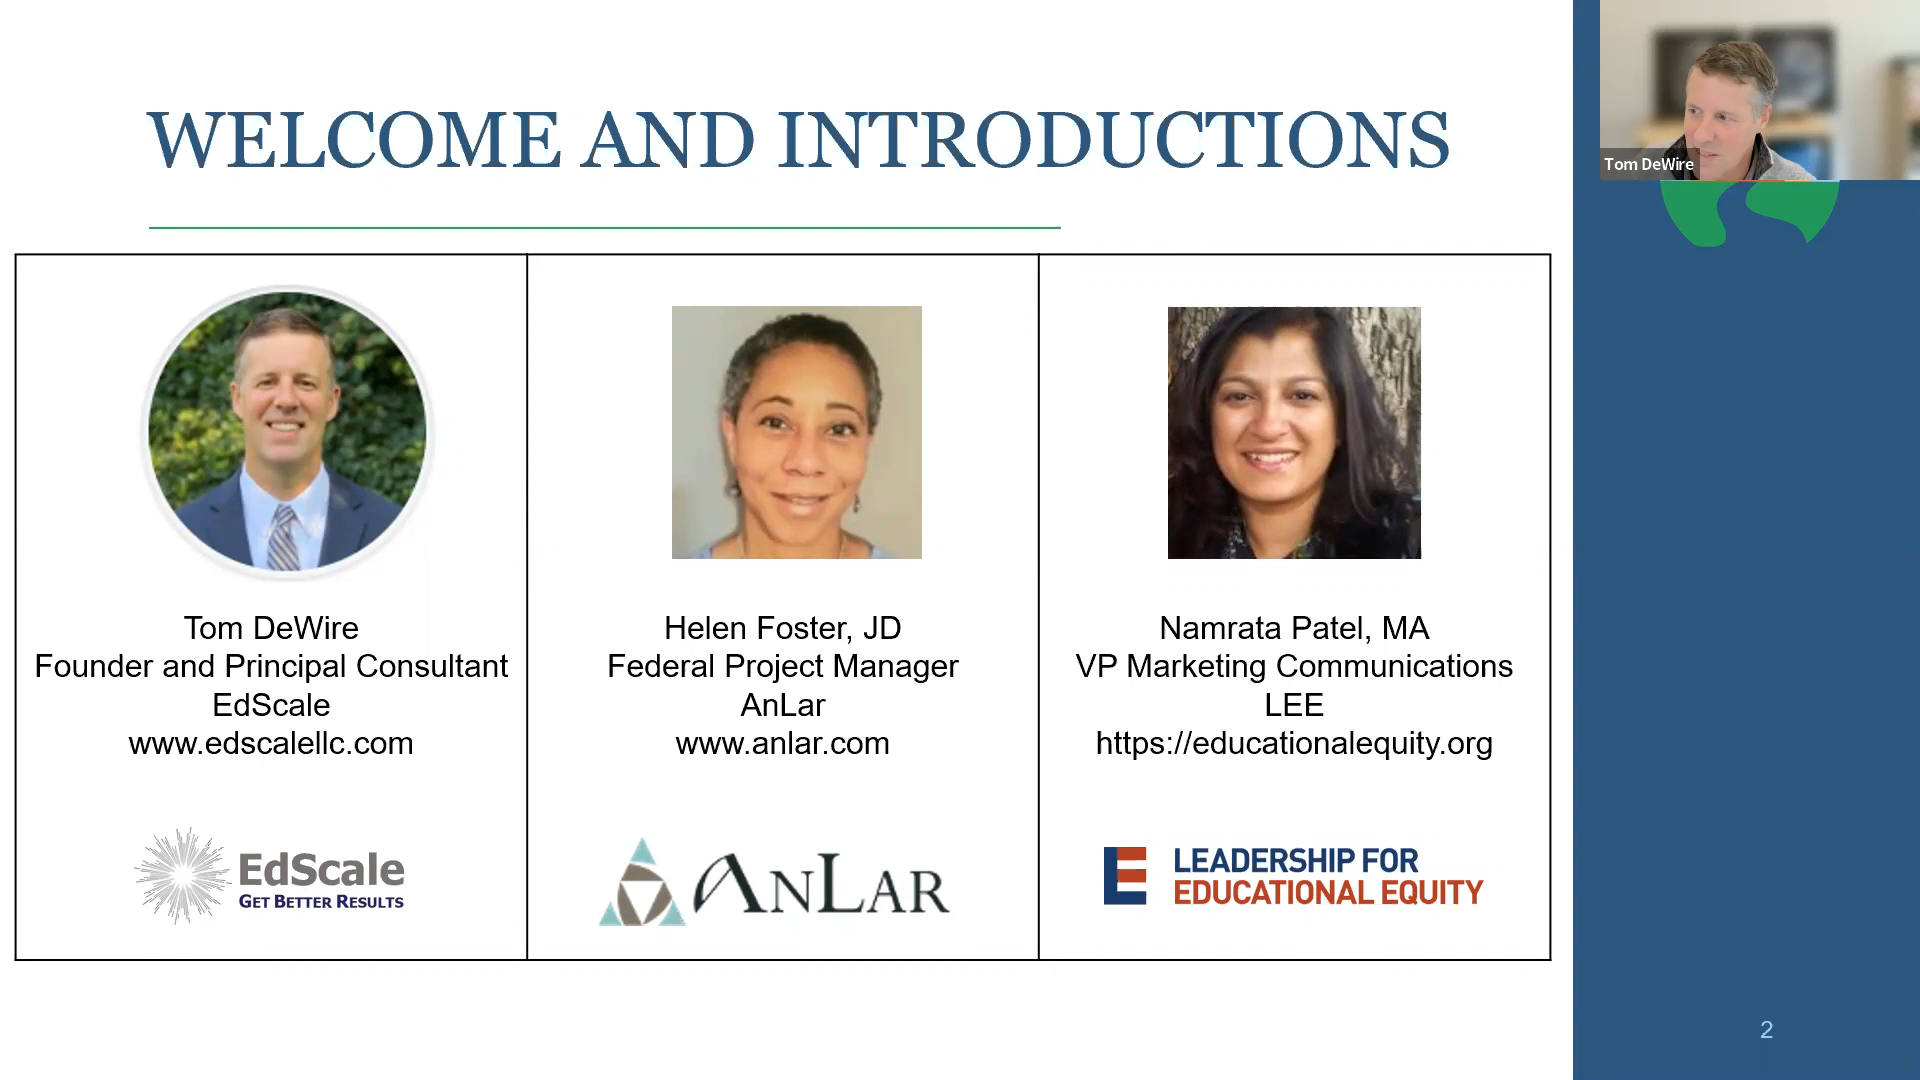 WELCOME AND INTRODUCTIONS
Tom DeWire
Tom DeWire
Founder and Principal Consultant
EdScale
www.edscalellc.com
EdScale
GET BETTER RESULTS
Helen Foster, JD
Federal Project Manager
AnLar
www.anlar.com
ANLAR
Namrata Patel, MA
VP Marketing Communications
LEE
https://educationalequity.org
LEADERSHIP FOR
EDUCATIONAL EQUITY
2